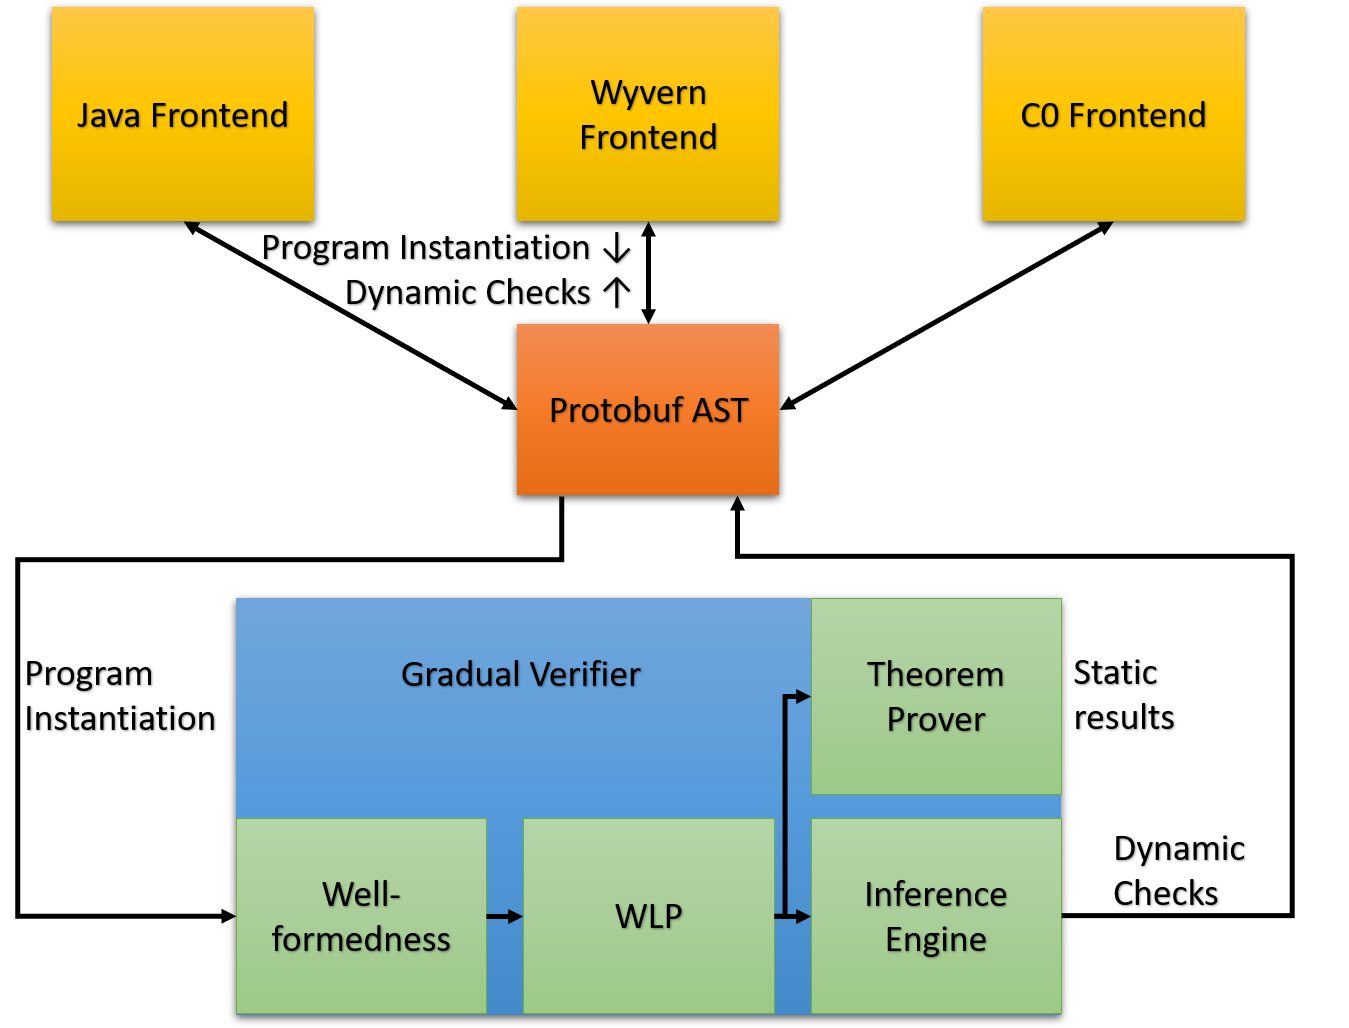 Java Frontend
Wyvern
Frontend
C0 Frontend
Program Instantiation ↓
Dynamic Checks ↑
Protobuf AST
Program
Instantiation
Gradual Verifier
Theorem
Prover
Static
results
Well-
formedness
WLP
Inference
Engine
Dynamic
Checks